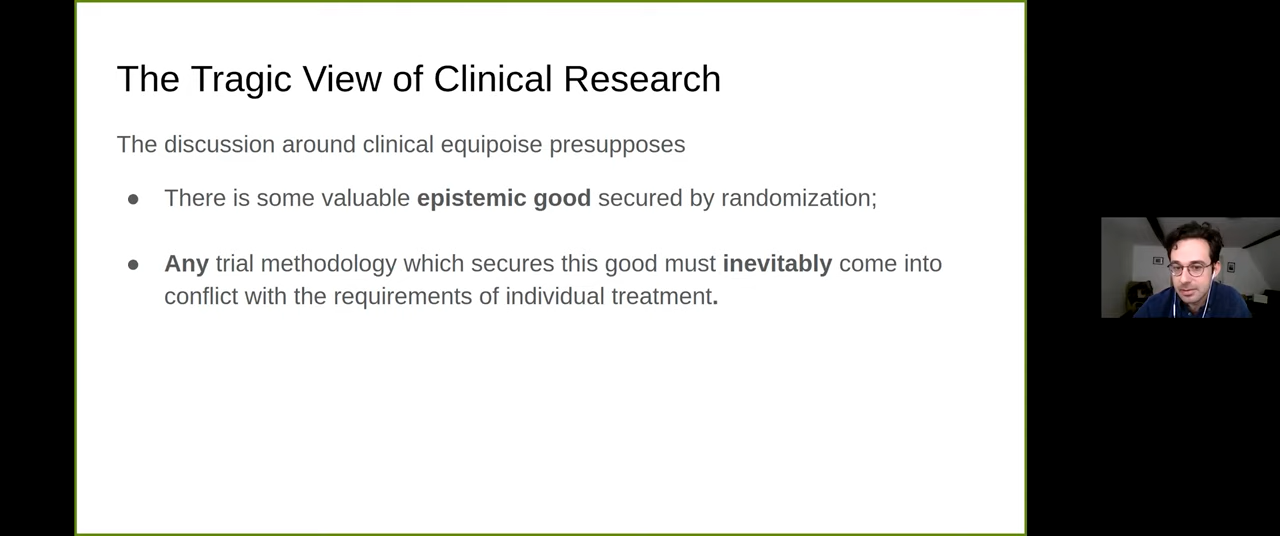 The Tragic View of Clinical Research
The discussion around clinical equipoise presupposes
● There is some valuable epistemic good secured by randomization;
● Any trial methodology which secures this good must inevitably come into
conflict with the requirements of individual treatment.